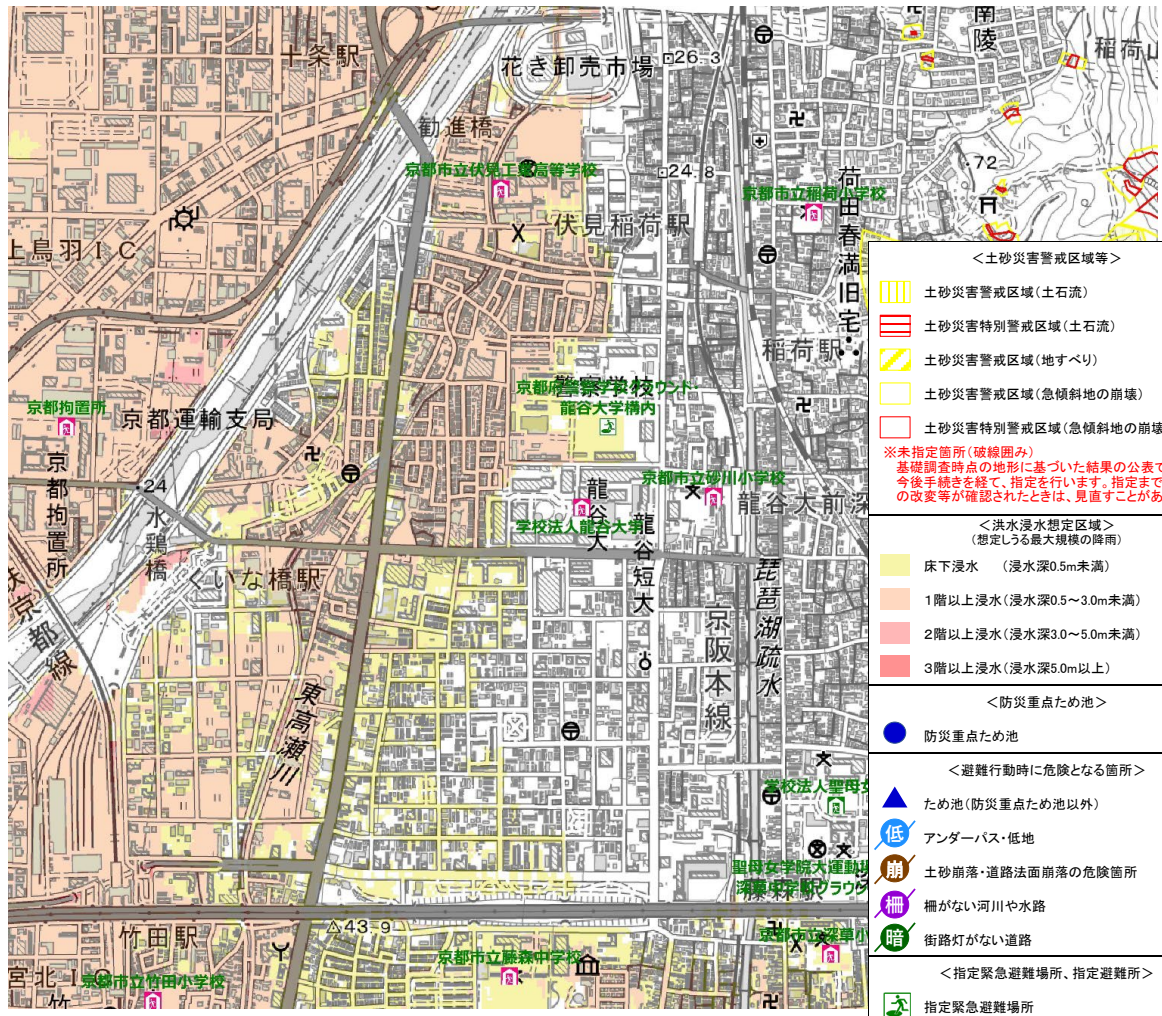 十条駅
花き卸売市場
26.3
南陵
稲荷山
勧進橋
京都市立伏見工業高等学校
24.8
京都市立稲荷小学校
72
上鳥羽IC
伏見稲荷駅
荷田春満旧宅
稲荷駅
警察学校
龍谷大学構内
京都拘置所
京都運輸支局
京都拘置所
24
水鶏橋
京都市立砂川小学校
龍谷大
学校法人龍谷大学
龍谷短大
龍谷大前深
くいな橋駅
京都線
琵琶湖疏水
京阪本線
東高瀬川
学校法人聖母女
聖母女学院大運動場
藤森駅
竹田駅
43.9
京都市立藤森中学校
京都市立深草小
宮北IC
京都市立竹田小学校
竹
<土砂災害警戒区域等>
土砂災害警戒区域(土石流)
土砂災害特別警戒区域(土石流)
土砂災害警戒区域(地すべり)
土砂災害警戒区域(急傾斜地の崩壊)
土砂災害特別警戒区域(急傾斜地の崩壊
※未指定箇所(破線囲み)
基礎調査時点の地形に基づいた結果の公表で
今後手続きを経て、指定を行います。指定まで
の改変等が確認されたときは、見直すことがあ
<洪水浸水想定区域>
(想定しうる最大規模の降雨)
床下浸水 (浸水深0.5m未満)
1階以上浸水(浸水深0.5~3.0m未満)
2階以上浸水(浸水深3.0~5.0m未満)
3階以上浸水(浸水深5.0m以上)
<防災重点ため池>
防災重点ため池
<避難行動時に危険となる箇所>
ため池(防災重点ため池以外)
低 アンダーパス・低地
崩 土砂崩落・道路法面崩落の危険箇所
柵 柵がない河川や水路
暗 街路灯がない道路
<指定緊急避難場所、指定避難所>
指定緊急避難場所